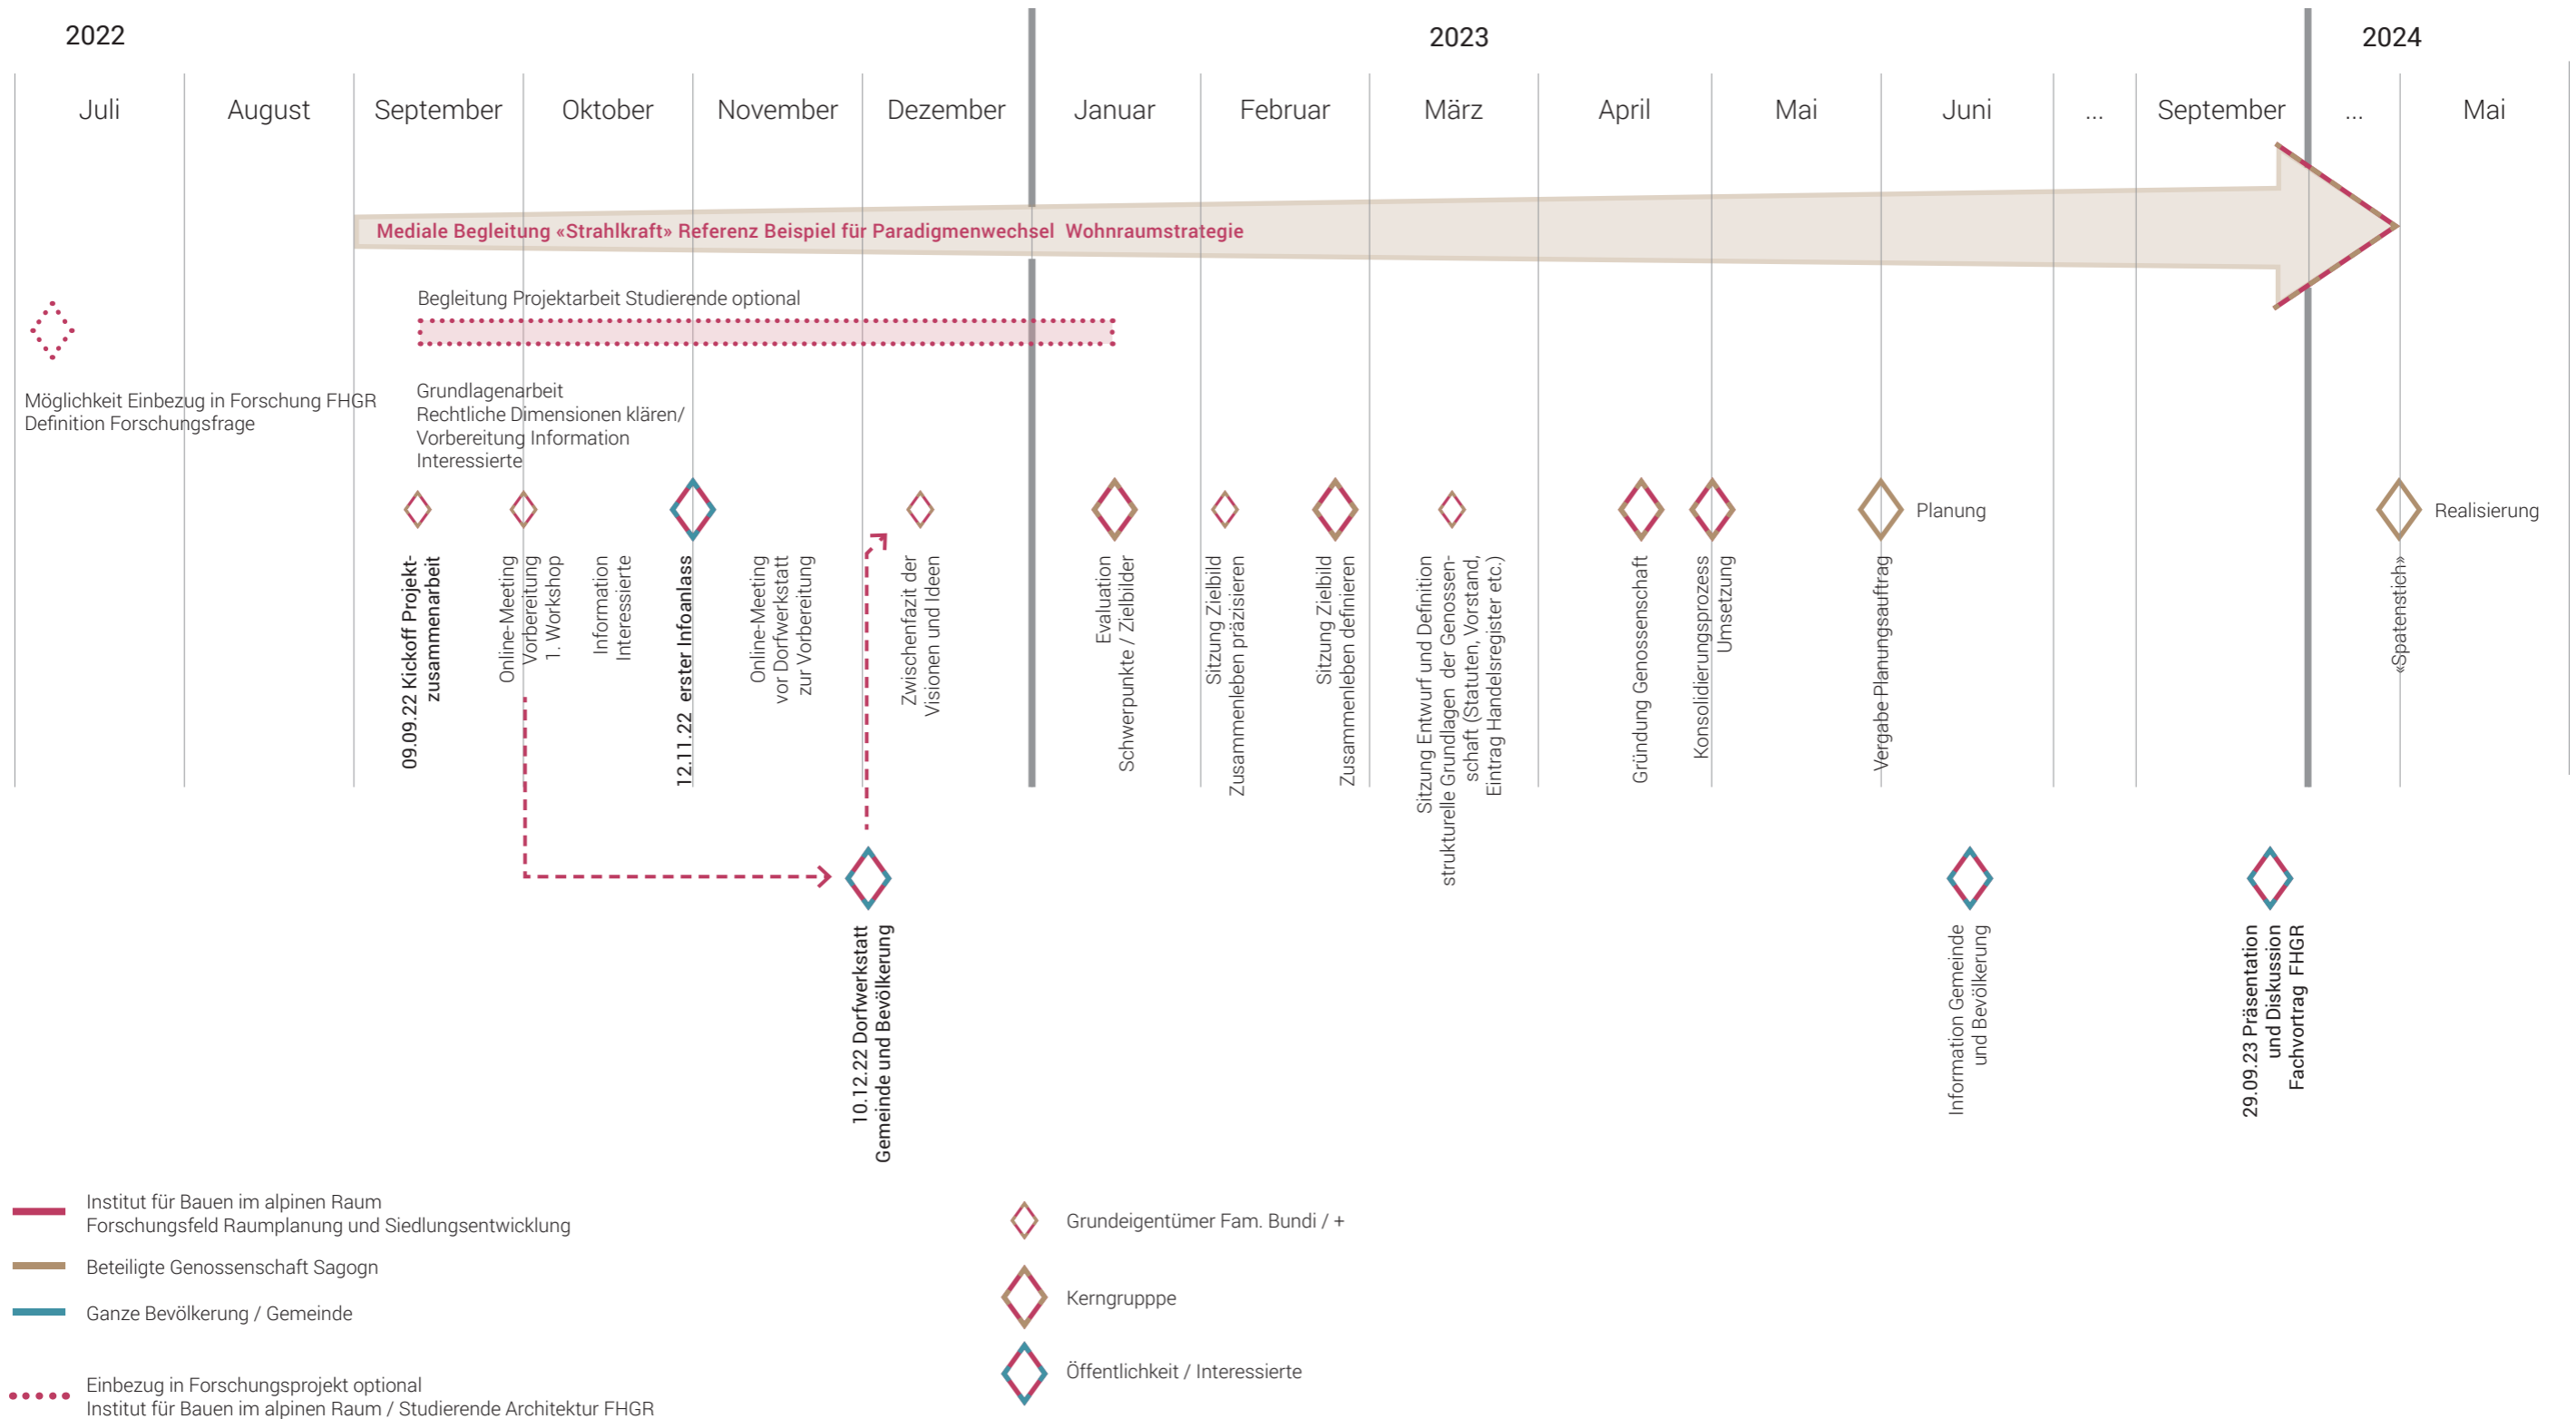 2022
2023
2024
Juli
August
September
Oktober
November
Dezember
Januar
Februar
März
April
Mai
Juni
...
September
...
Mai
Mediale Begleitung «Strahlkraft» Referenz Beispiel für Paradigmenwechsel Wohnraumstrategie
Begleitung Projektarbeit Studierende optional
Möglichkeit Einbezug in Forschung FHGR
Definition Forschungsfrage
Grundlagenarbeit
Rechtliche Dimensionen klären/
Vorbereitung Information
Interessierte
09.09.22 Kickoff Projekt-
zusammenarbeit
Online-Meeting
Vorbereitung
1. Workshop
Information
Interessierte
12.11.22 erster Infoanlass
Online-Meeting
vor Dorfwerkstatt
zur Vorbereitung
Zwischenfazit der
Visionen und Ideen
Evaluation
Schwerpunkte / Zielbilder
Sitzung Zielbild
Zusammenleben präzisieren
Sitzung Zielbild
Zusammenleben definieren
Sitzung Entwurf und Definition
strukturelle Grundlagen der Genossen-
schaft (Statuten, Vorstand,
Eintrag Handelsregister etc.)
Gründung Genossenschaft
Konsolidierungsprozess
Umsetzung
Vergabe Planungsauftrag
Planung
«Spatenstich»
Realisierung
10.12.22 Dorfwerkstatt
Gemeinde und Bevölkerung
Information Gemeinde
und Bevölkerung
29.09.23 Präsentation
und Diskussion
Fachvortrag FHGR
Institut für Bauen im alpinen Raum
Forschungsfeld Raumplanung und Siedlungsentwicklung
Beteiligte Genossenschaft Sagogn
Ganze Bevölkerung / Gemeinde
Einbezug in Forschungsprojekt optional
Institut für Bauen im alpinen Raum / Studierende Architektur FHGR
Grundeigentümer Fam. Bundi / +
Kerngrupppe
Öffentlichkeit / Interessierte